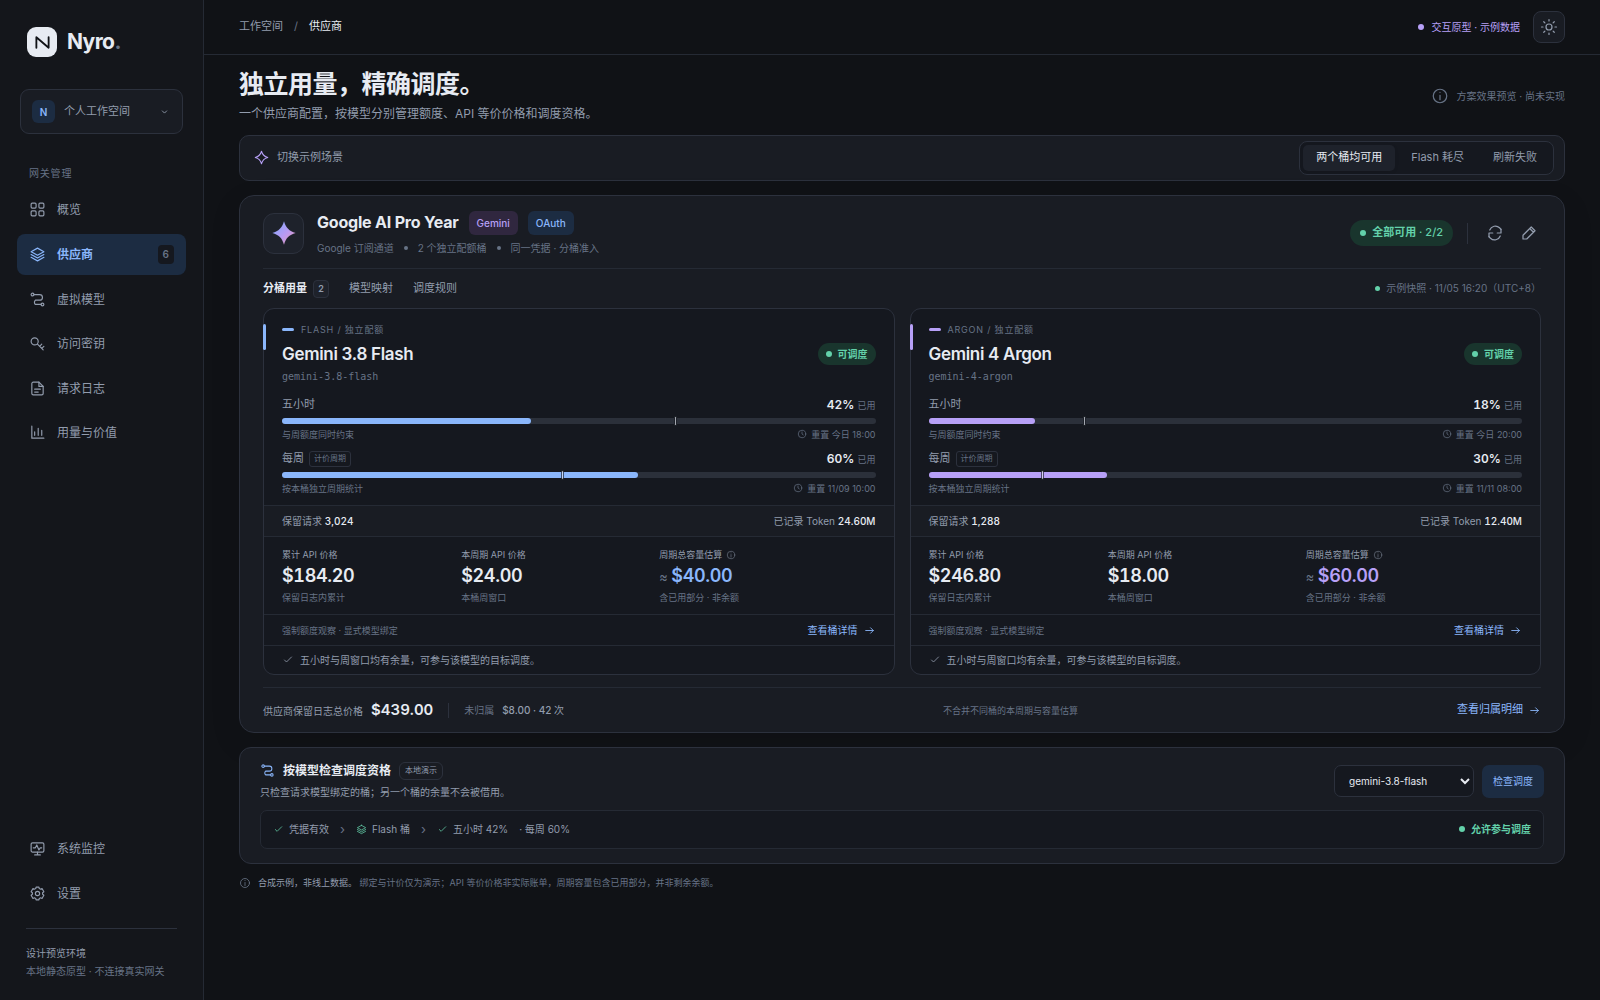 Nyro.
N 个人工作空间
网关管理
概览
供应商 6
虚拟模型
访问密钥
请求日志
用量与价值
系统监控
设置
设计预览环境
本地静态原型 · 不连接真实网关
工作空间 / 供应商
交互原型 · 示例数据
独立用量，精确调度。
一个供应商配置，按模型分别管理额度、API 等价价格和调度资格。
方案效果预览 · 尚未实现
切换示例场景
两个桶均可用 Flash 耗尽 刷新失败
Google AI Pro Year Gemini OAuth
Google 订阅通道 • 2 个独立配额桶 • 同一凭据 · 分桶准入
全部可用 · 2/2
分桶用量 2 模型映射 调度规则
示例快照 · 11/05 16:20（UTC+8）
FLASH / 独立配额
Gemini 3.8 Flash
可调度
gemini-3.8-flash
五小时 42% 已用
与周额度同时约束 重置 今日 18:00
每周 计价周期 60% 已用
按本桶独立周期统计 重置 11/09 10:00
保留请求 3,024 已记录 Token 24.60M
累计 API 价格 本周期 API 价格 周期总容量估算
$184.20 $24.00 ≈ $40.00
保留日志内累计 本桶周窗口 含已用部分 · 非余额
强制额度观察 · 显式模型绑定 查看桶详情 →
五小时与周窗口均有余量，可参与该模型的目标调度。
ARGON / 独立配额
Gemini 4 Argon
可调度
gemini-4-argon
五小时 18% 已用
与周额度同时约束 重置 今日 20:00
每周 计价周期 30% 已用
按本桶独立周期统计 重置 11/11 08:00
保留请求 1,288 已记录 Token 12.40M
累计 API 价格 本周期 API 价格 周期总容量估算
$246.80 $18.00 ≈ $60.00
保留日志内累计 本桶周窗口 含已用部分 · 非余额
强制额度观察 · 显式模型绑定 查看桶详情 →
五小时与周窗口均有余量，可参与该模型的目标调度。
供应商保留日志总价格 $439.00 未归属 $8.00 · 42 次
不合并不同桶的本周期与容量估算
查看归属明细 →
按模型检查调度资格 本地演示
只检查请求模型绑定的桶；另一个桶的余量不会被借用。
gemini-3.8-flash 检查调度
凭据有效 › Flash 桶 › 五小时 42% · 每周 60%
允许参与调度
合成示例，非线上数据。 绑定与计价仅为演示；API 等价价格非实际账单，周期容量包含已用部分，并非剩余余额。